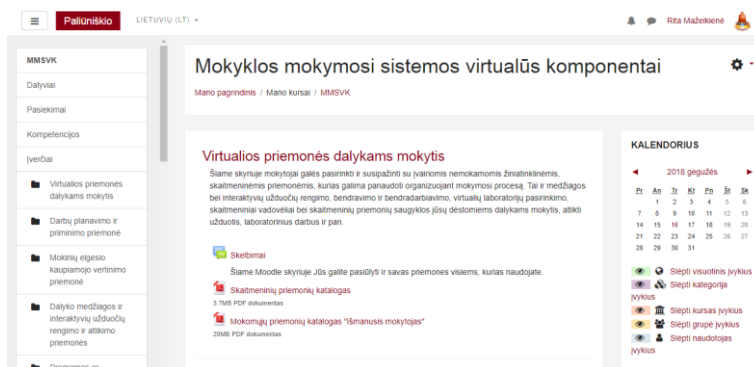 Paliūniškio
LIETUVIŲ (LT)
Rita Mažeikienė
MMSVK
Dalyviai
Pasiekimai
Kompetencijos
Įverčiai
Virtualios priemonės
dalykams mokytis
Darbų planavimo ir
priminimo priemonė
Mokinių elgesio
kaupiamojo vertinimo
priemonė
Dalyko medžiagos ir
interaktyvių užduočių
rengimo ir atlikimo
priemonės
Mokyklos mokymosi sistemos virtualūs komponentai
Mano pagrindinis / Mano kursai / MMSVK
Virtualios priemonės dalykams mokytis
Šiame skyriuje mokytojai galės pasirinkti ir susipažinti su įvairiomis nemokamomis žiniatinklinėmis,
skaitmeninėmis priemonėmis, kurias galima panaudoti organizuojant mokymosi procesą. Tai ir medžiagos
bei interaktyvių užduočių rengimo, bendravimo ir bendradarbiavimo, virtualių laboratorijų pasirinkimo,
skaitmeniniai vadovėliai bei skaitmeninių priemonių saugyklos jūsų dėstomiems dalykams mokytis, atlikti
užduotis, laboratorinius darbus ir pan.
Skelbimai
Šiame Moodle skyriuje Jūs galite pasiūlyti ir savas priemones visiems, kurias naudojate.
Skaitmeninių priemonių katalogas
3.7MB PDF dokumentas
Mokomųjų priemonių katalogas "Išmanusis mokytojas"
20MB PDF dokumentas
KALENDORIUS
2018 gegužės
Pr An Tr Kt Pn Št Sk
1 2 3 4 5 6
7 8 9 10 11 12 13
14 15 16 17 18 19 20
21 22 23 24 25 26 27
28 29 30 31
Slėpti visuotinis įvykius
Slėpti kategorija
įvykius
Slėpti kursas įvykius
Slėpti grupė įvykius
Slėpti naudotojas
įvykius